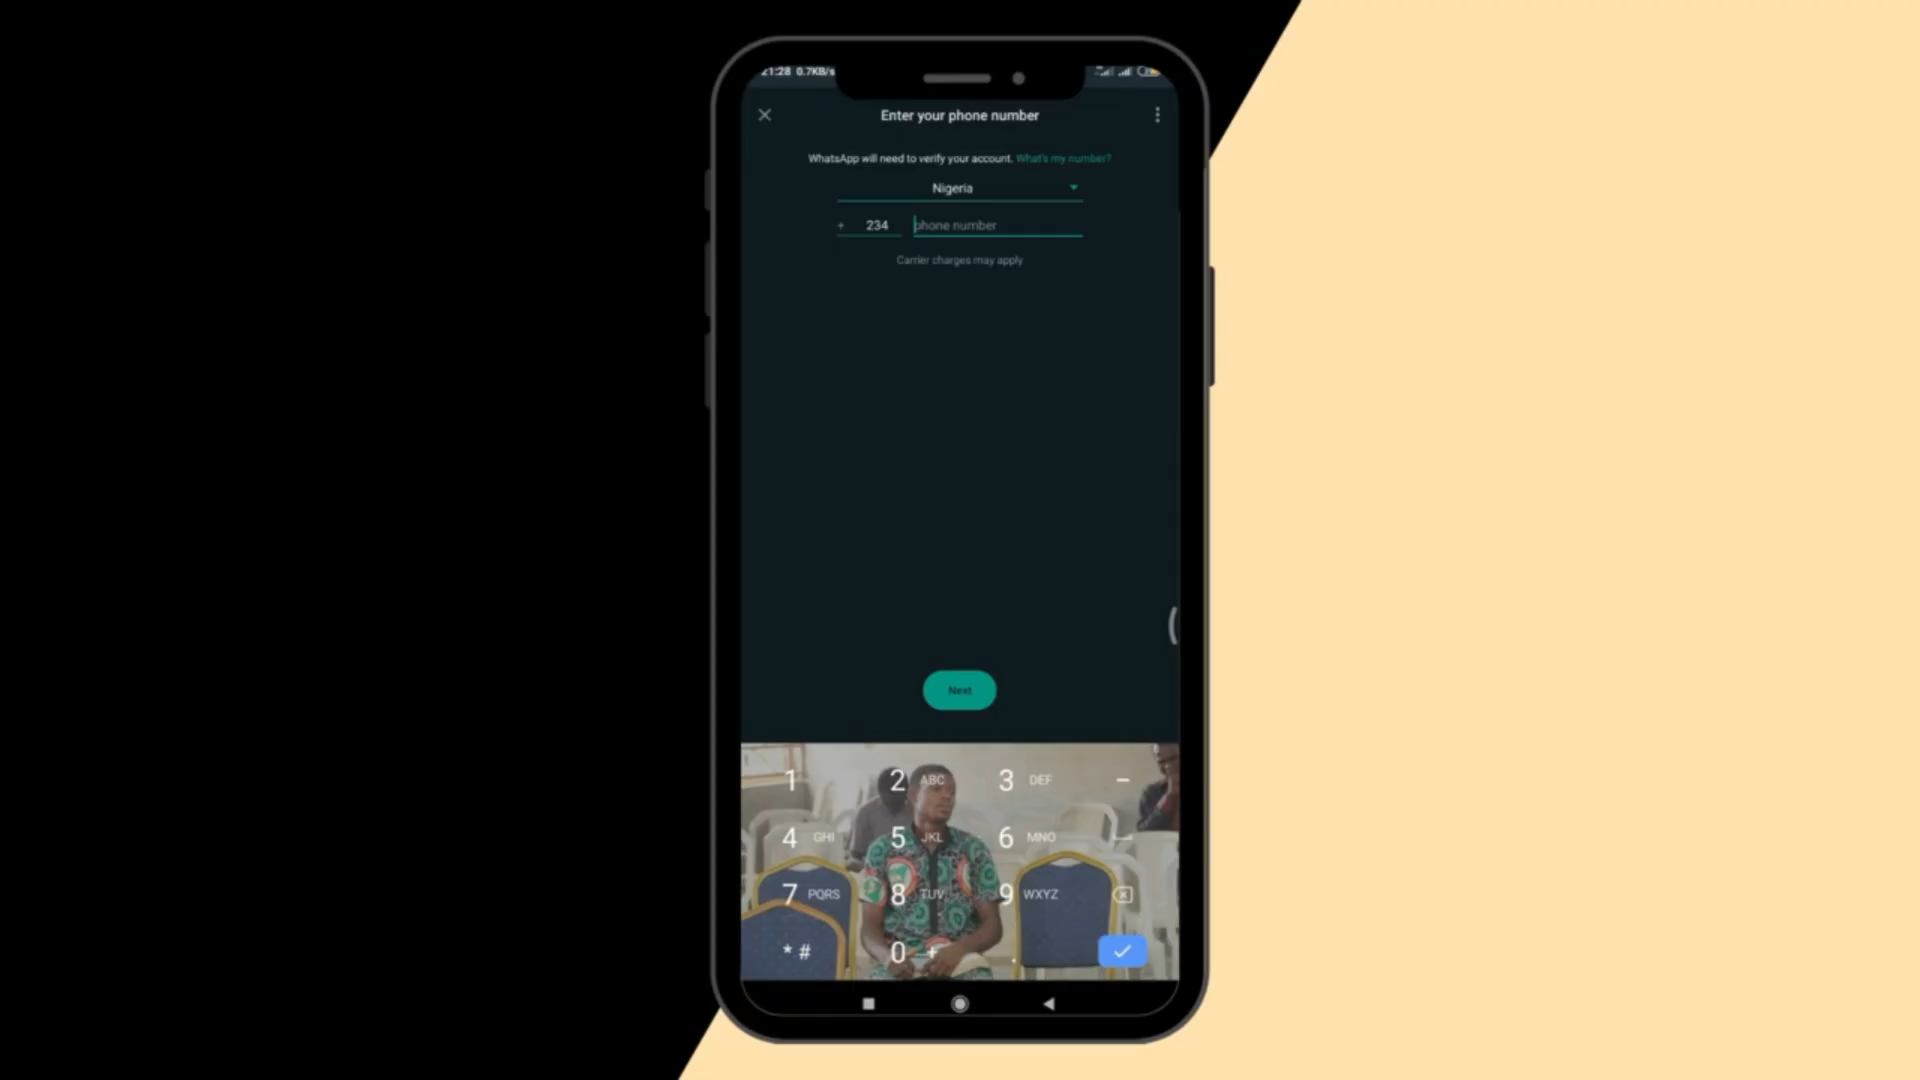 21:28 0.7KB/s
Enter your phone number
WhatsApp will need to verify your account. What's my number?
Nigeria
+ 234 phone number
Carrier charges may apply
Next
1 2 ABC 3 DEF -
4 GHI 5 JKL 6 MNO
7 PQRS 8 TUV 9 WXYZ
* # 0 + .